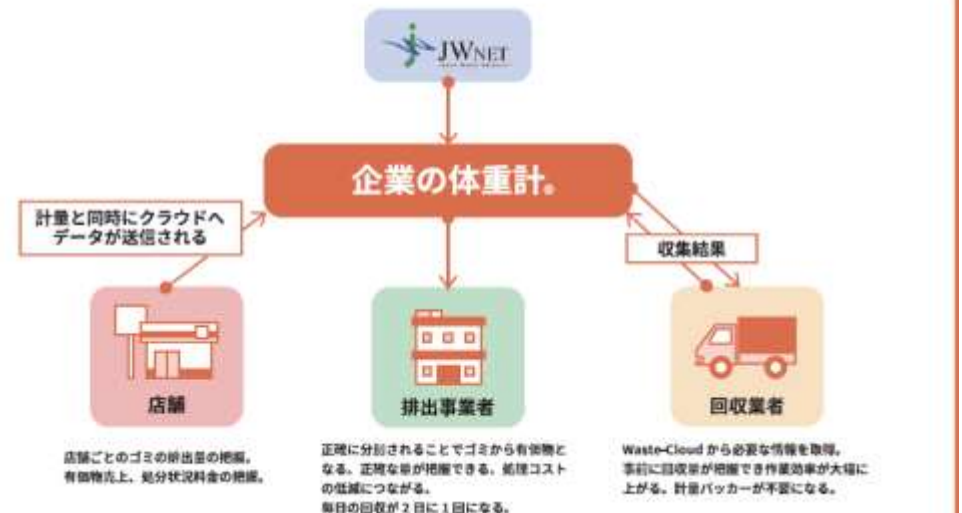 JWNET
企業の体重計。
計量と同時にクラウドへ
データが送信される
収集結果
店舗
排出事業者
回収業者
店舗ごとのゴミの排出量の把握。
有価物売上、処分状況料金の把握。
正確に分別されることでゴミから有価物と
なる。正確な量が把握できる。処理コスト
の低減につながる。
毎日の回収が2日に1回になる。
Waste-Cloud から必要な情報を取得。
事前に回収量が把握でき作業効率が大幅に
上がる。計量パッカーが不要になる。